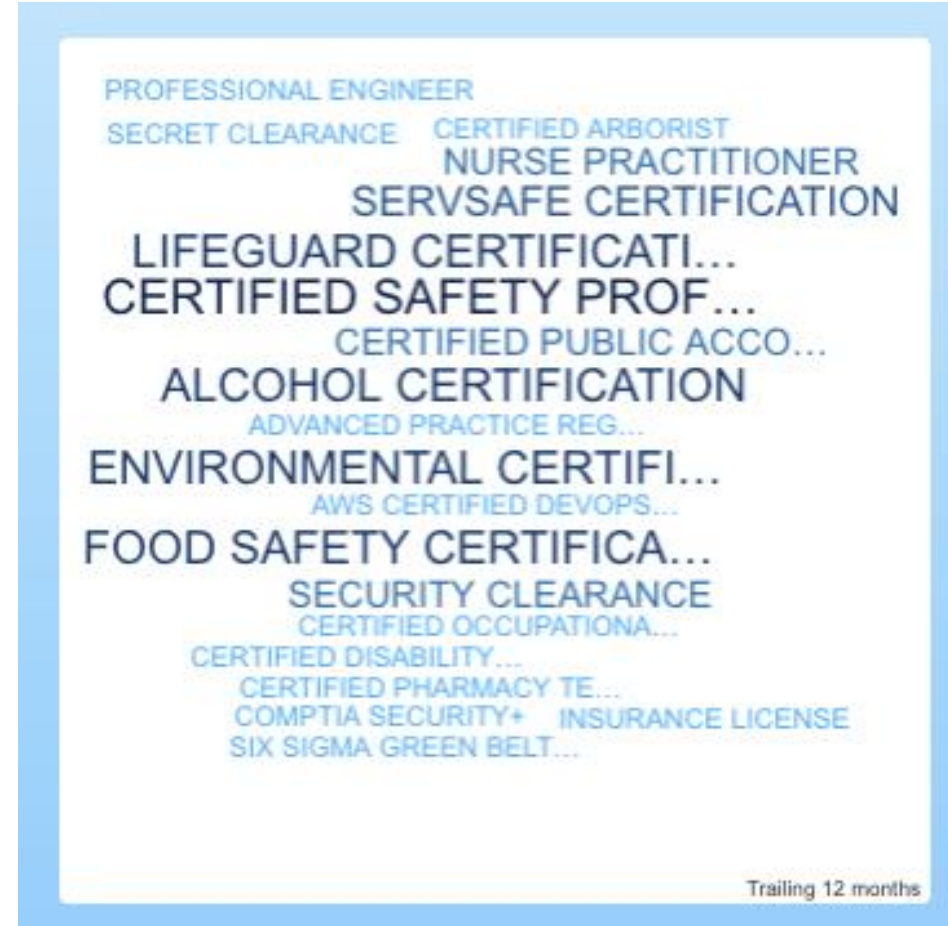 PROFESSIONAL ENGINEER
SECRET CLEARANCE CERTIFIED ARBORIST
NURSE PRACTITIONER
SERVSAFE CERTIFICATION
LIFEGUARD CERTIFICATI...
CERTIFIED SAFETY PROF...
CERTIFIED PUBLIC ACCO...
ALCOHOL CERTIFICATION
ADVANCED PRACTICE REG...
ENVIRONMENTAL CERTIFI...
AWS CERTIFIED DEVOPS...
FOOD SAFETY CERTIFICA...
SECURITY CLEARANCE
CERTIFIED OCCUPATIONA...
CERTIFIED DISABILITY...
CERTIFIED PHARMACY TE...
COMPTIA SECURITY+ INSURANCE LICENSE
SIX SIGMA GREEN BELT...
Trailing 12 months